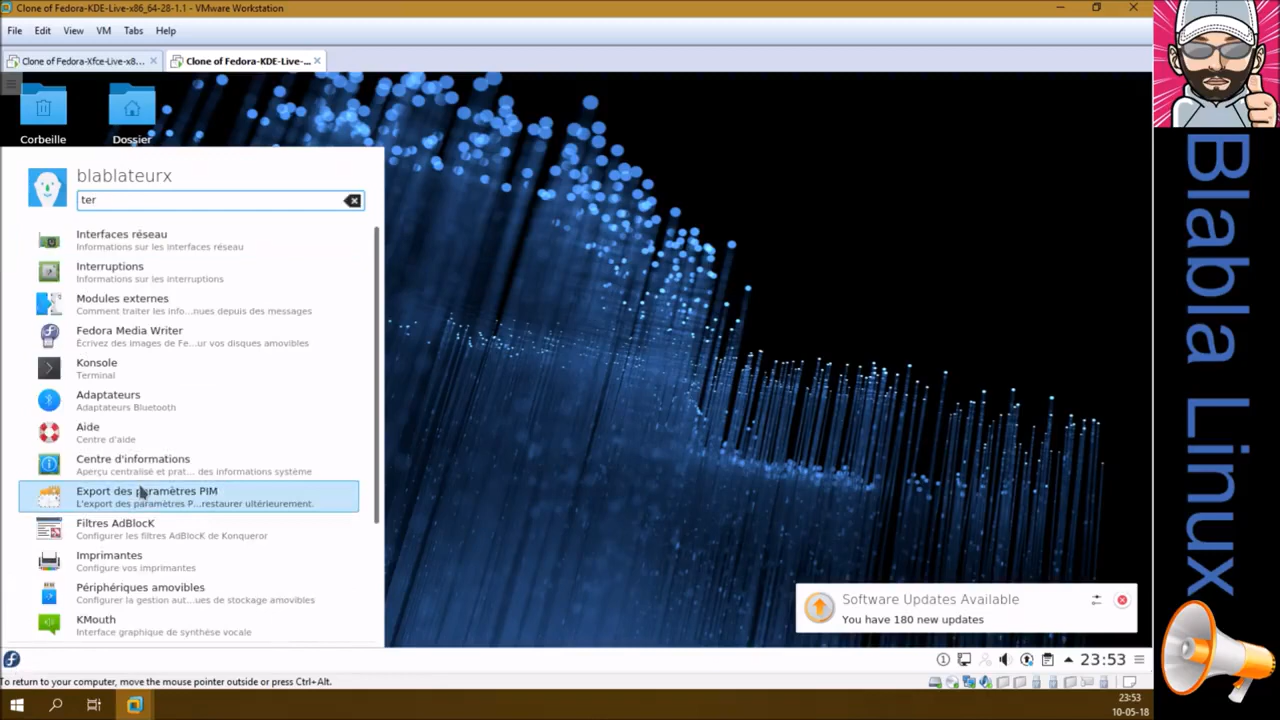 Clone of Fedora-KDE-Live-x86_64-28-1.1 - VMware Workstation
File Edit View VM Tabs Help
Clone of Fedora-Xfce-Live-x8... Clone of Fedora-KDE-Live-...
Corbeille Dossier
blablateurx
ter
Interfaces réseau
Informations sur les interfaces réseau
Interruptions
Informations sur les interruptions
Modules externes
Comment traiter les info...nues depuis des messages
Fedora Media Writer
Écrivez des images de Fe...ur vos disques amovibles
Konsole
Terminal
Adaptateurs
Adaptateurs Bluetooth
Aide
Centre d'aide
Centre d'informations
Aperçu centralisé et prat... des informations système
Export des paramètres PIM
L'export des paramètres P...restaurer ultérieurement.
Filtres AdBlocK
Configurer les filtres AdBlocK de Konqueror
Imprimantes
Configure vos imprimantes
Périphériques amovibles
Configurer la gestion aut...ues de stockage amovibles
KMouth
Interface graphique de synthèse vocale
Software Updates Available
You have 180 new updates
23:53
To return to your computer, move the mouse pointer outside or press Ctrl+Alt.
23:53
10-05-18
Blabla Linux